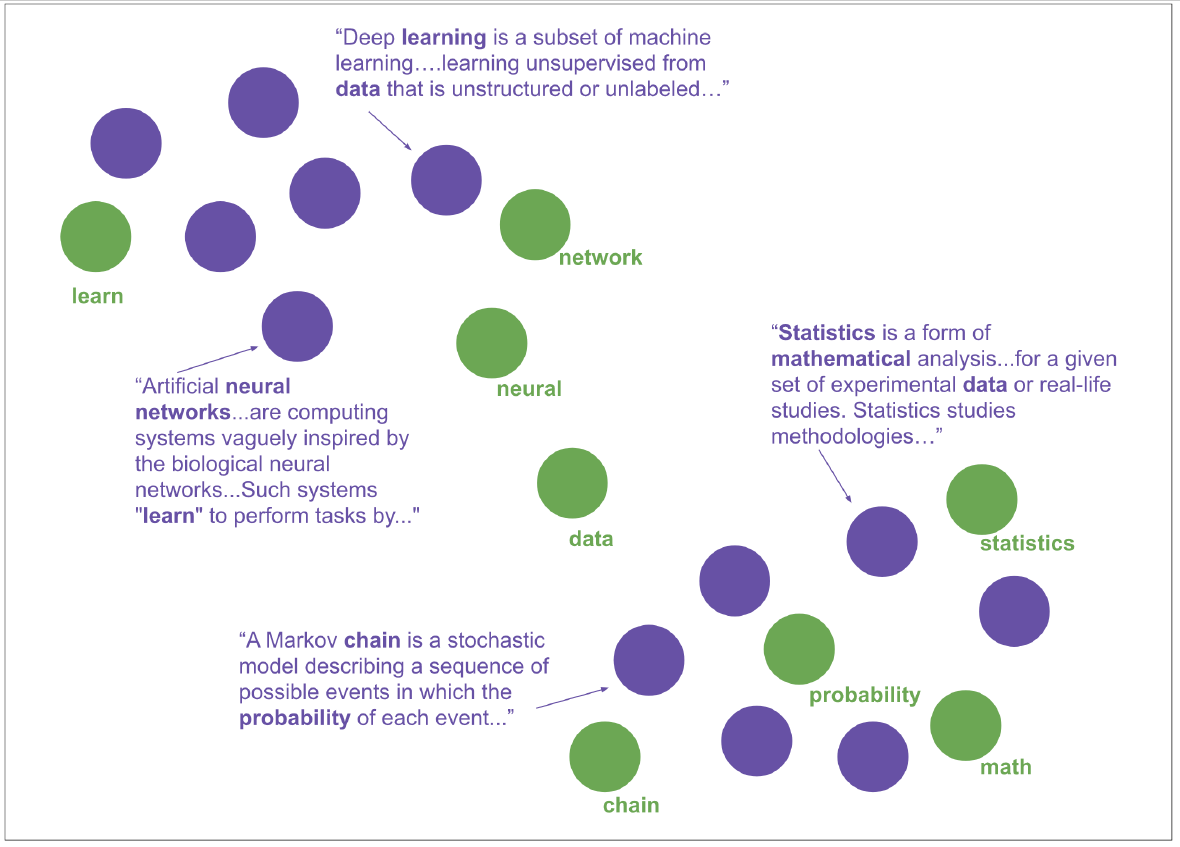 “Deep learning is a subset of machine
learning….learning unsupervised from
data that is unstructured or unlabeled…”
network
learn
neural
“Artificial neural
networks...are computing
systems vaguely inspired by
the biological neural
networks...Such systems
"learn" to perform tasks by..."
“Statistics is a form of
mathematical analysis...for a given
set of experimental data or real-life
studies. Statistics studies
methodologies…”
data
statistics
“A Markov chain is a stochastic
model describing a sequence of
possible events in which the
probability of each event...”
probability
math
chain